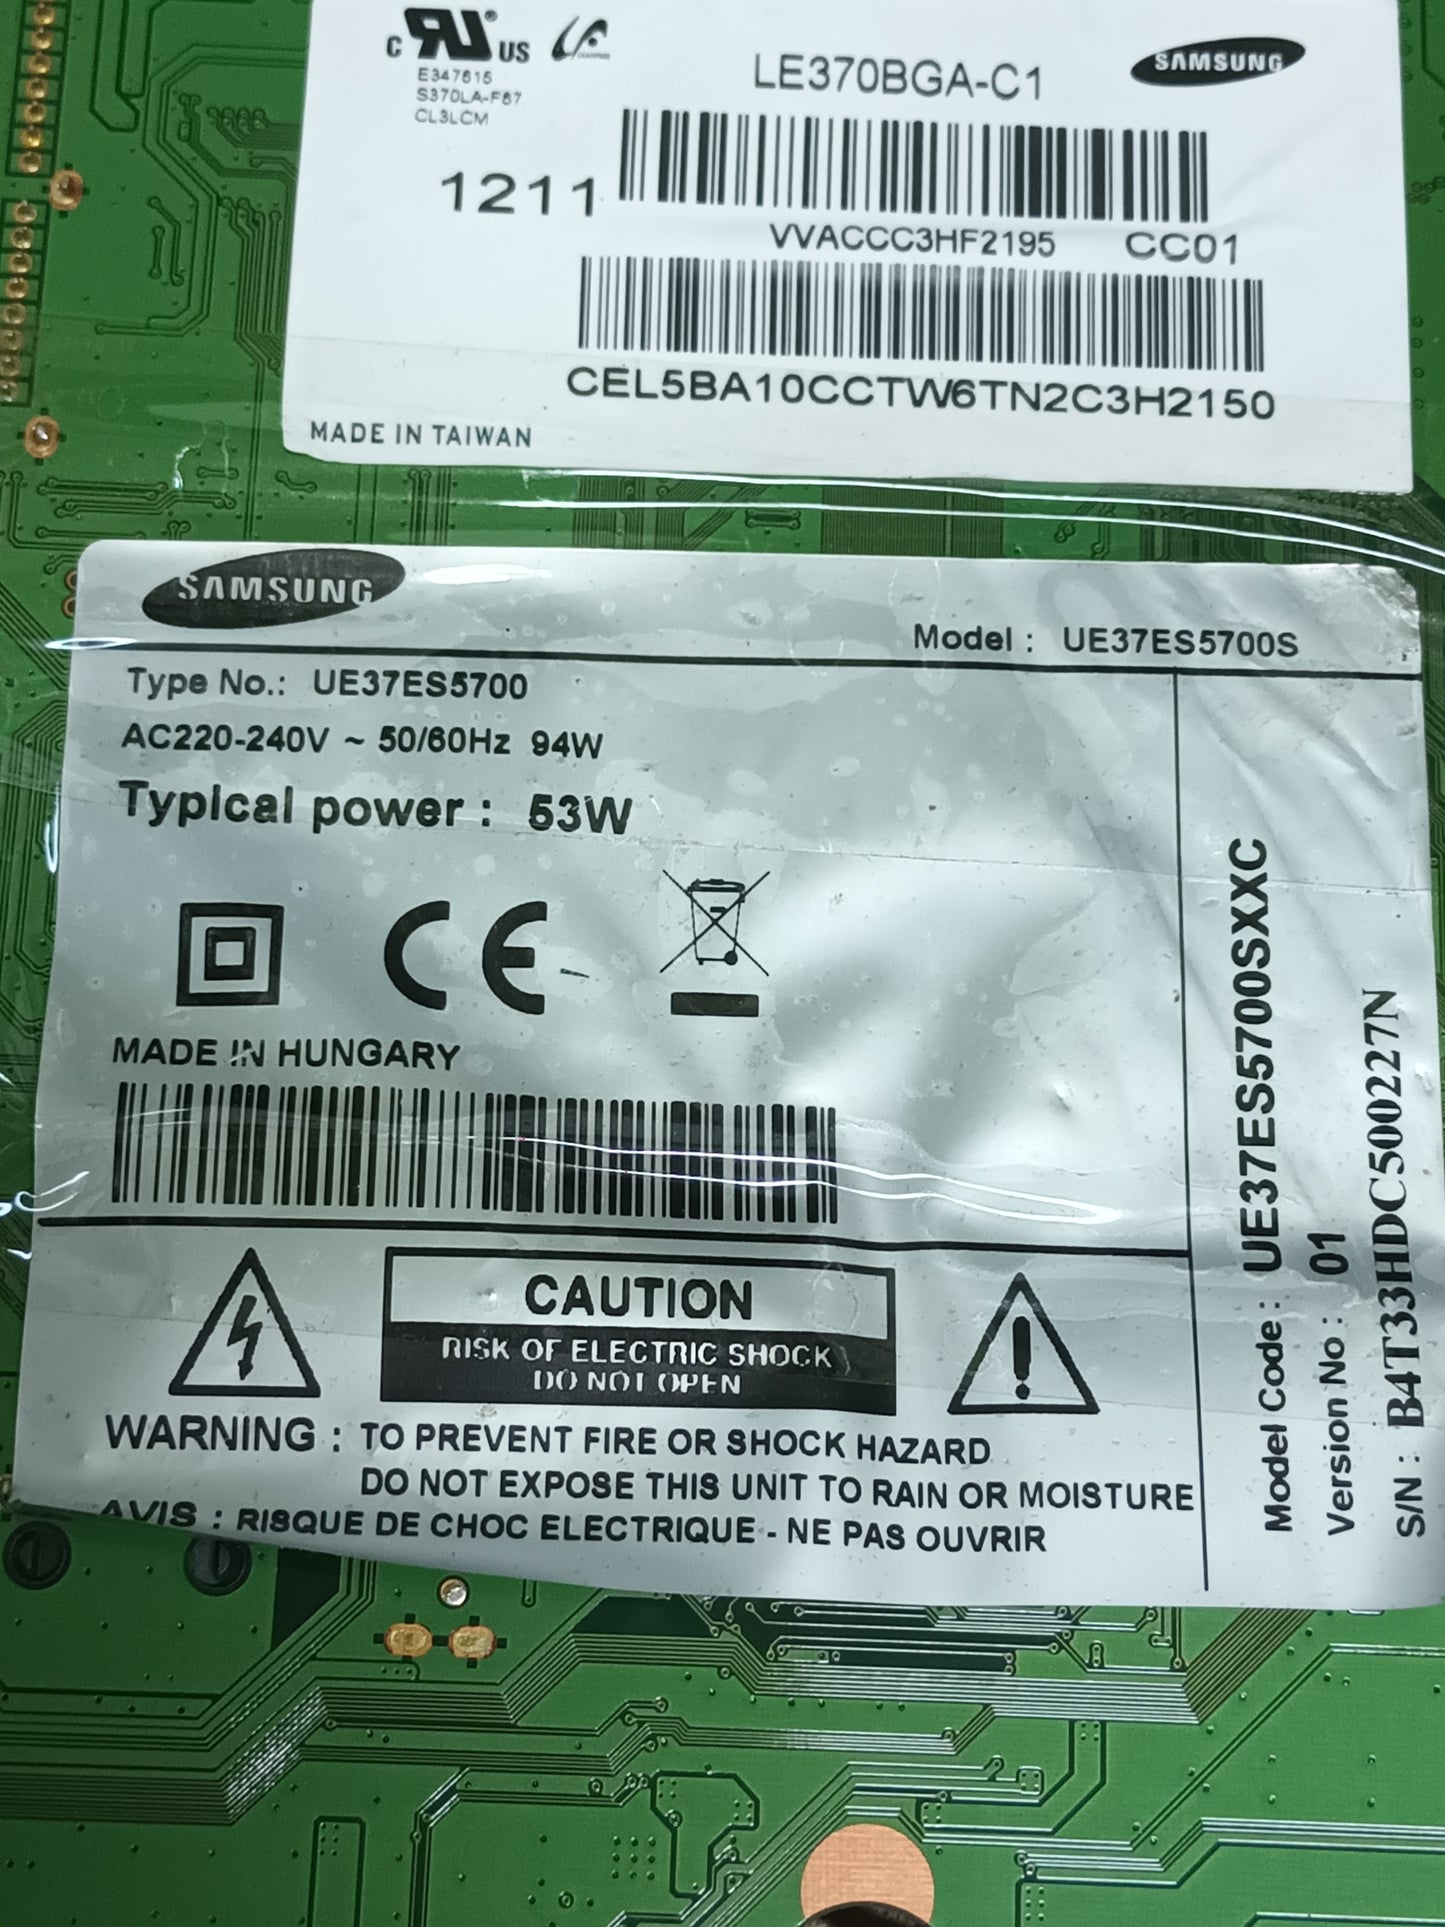 c RU US
E347615
S370LA-F67
CL3LCM
LE370BGA-C1
SAMSUNG
1211
VVACCC3HF2195 CC01
CEL5BA10CCTW6TN2C3H2150
MADE IN TAIWAN
SAMSUNG
Model : UE37ES5700S
Type No.: UE37ES5700
AC220-240V ~ 50/60Hz 94W
Typical power : 53W
CE
MADE IN HUNGARY
CAUTION
RISK OF ELECTRIC SHOCK
DO NOT OPEN
WARNING : TO PREVENT FIRE OR SHOCK HAZARD
DO NOT EXPOSE THIS UNIT TO RAIN OR MOISTURE
AVIS : RISQUE DE CHOC ELECTRIQUE - NE PAS OUVRIR
Model Code : UE37ES5700SXXC
Version No : 01
S/N : B4T33HDC500227N